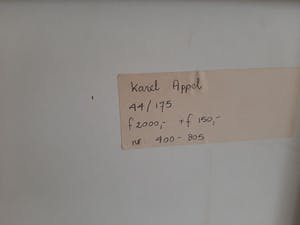 Karel Appel
44/175
f 2000,- + f 150,-
nr 400-805